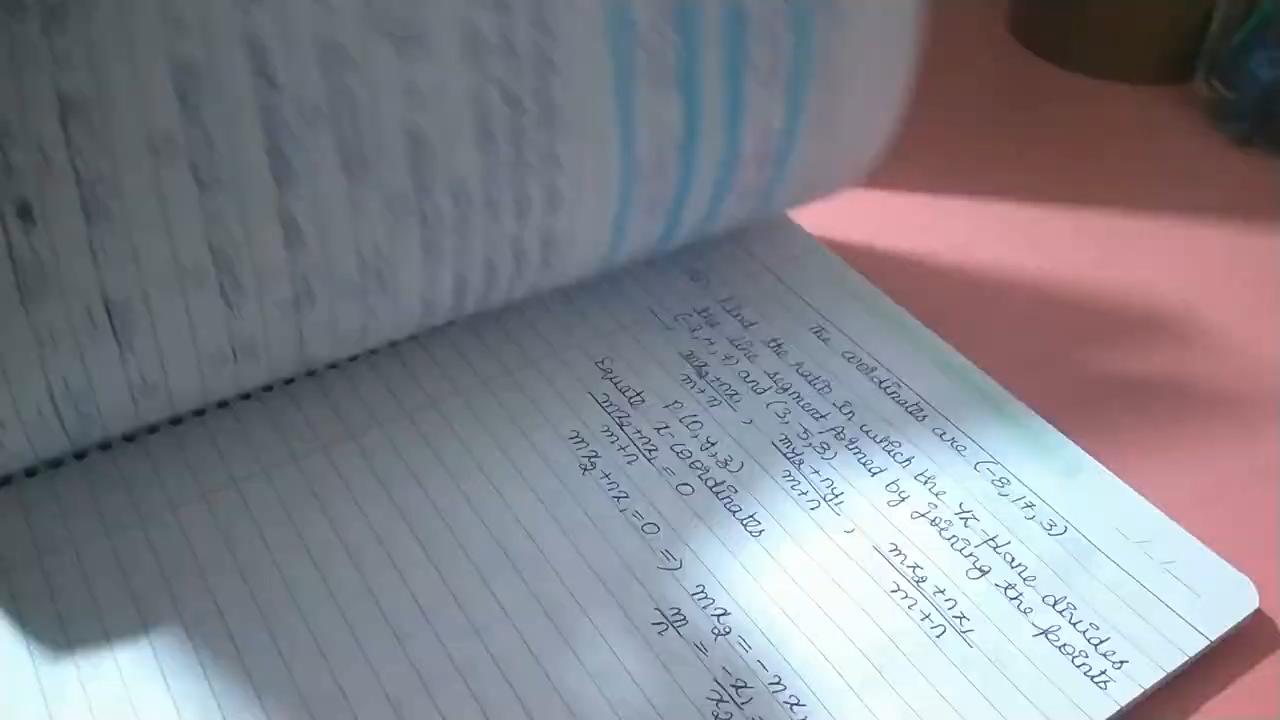 The coordinates are (-8, 17, 3)
Find the ratio in which the YZ-plane divides
the line segment formed by joining the points
(-2, 4, 7) and (3, -5, 8)
mx₂+nx₁/m+n , my₂+ny₁/m+n , mz₂+nz₁/m+n
P(0, y, z)
Equate x-coordinates
mx₂+nx₁/m+n = 0
mx₂+nx₁ = 0 => mx₂ = -nx₁
m/n = -x₁/x₂ =